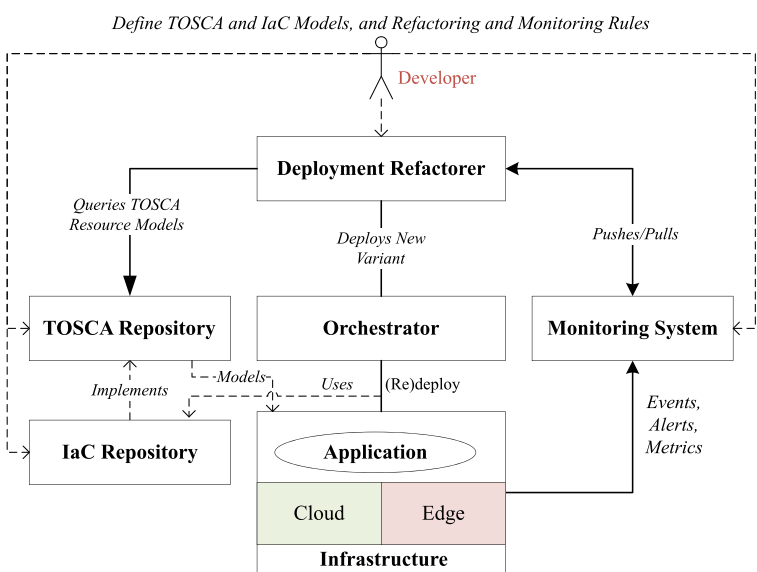 Define TOSCA and IaC Models, and Refactoring and Monitoring Rules
Developer
Deployment Refactorer
Queries TOSCA
Resource Models
Deploys New
Variant
Pushes/Pulls
TOSCA Repository
Orchestrator
Monitoring System
Implements
Models
Uses
(Re)deploy
Events,
Alerts,
Metrics
IaC Repository
Application
Cloud
Edge
Infrastructure